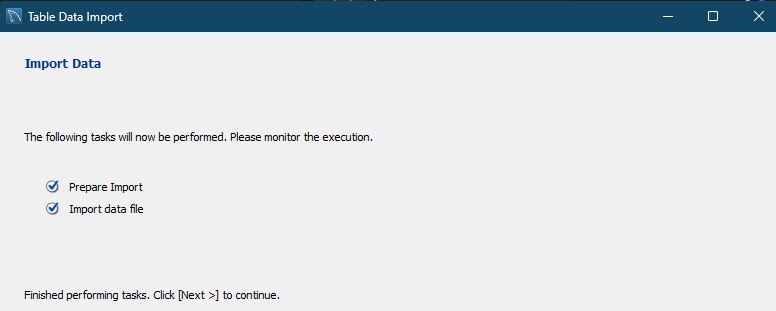 Table Data Import
Import Data
The following tasks will now be performed. Please monitor the execution.
Prepare Import
Import data file
Finished performing tasks. Click [Next >] to continue.